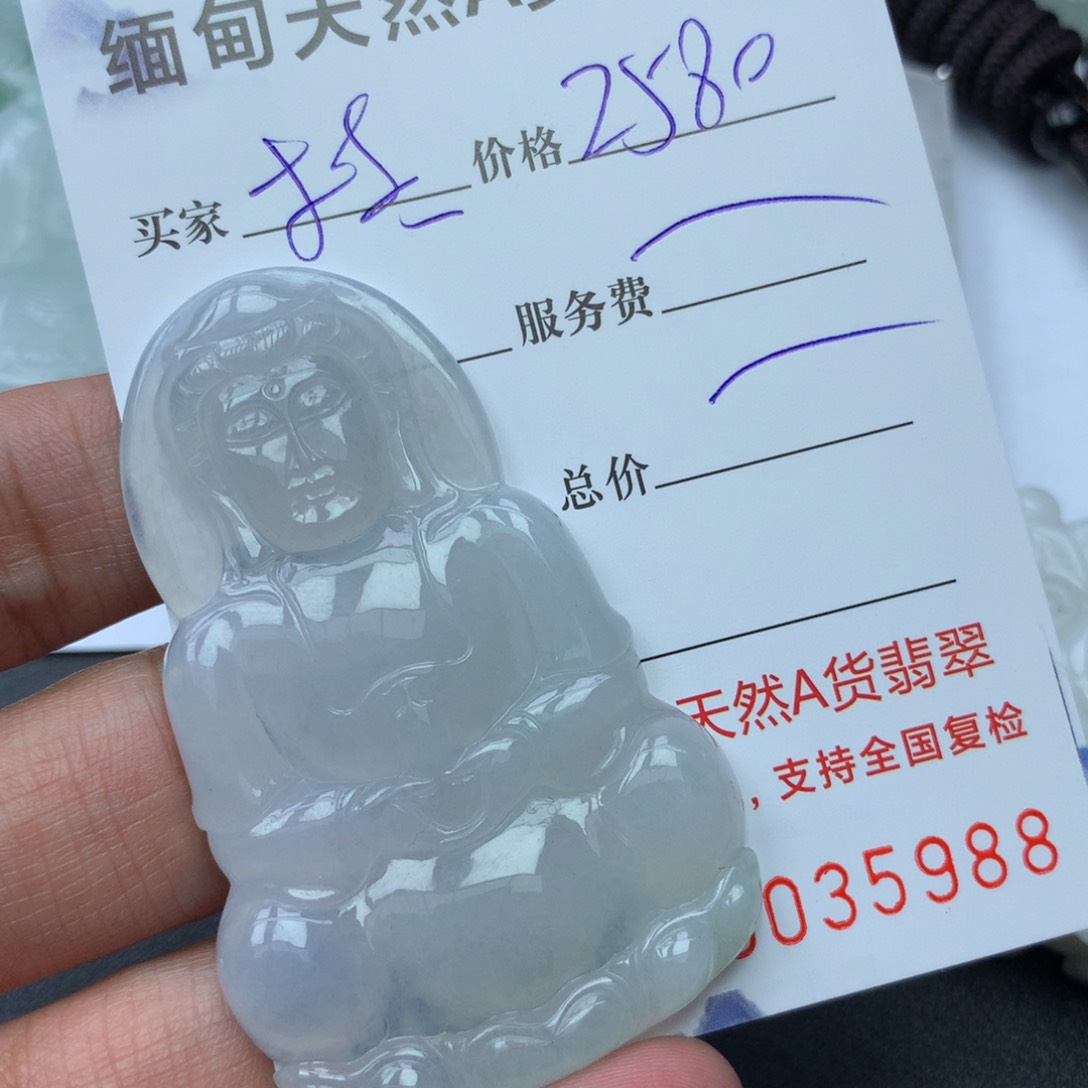 缅甸天然A
买家 价格 2580
服务费
总价
天然A货翡翠
，支持全国复检
035988